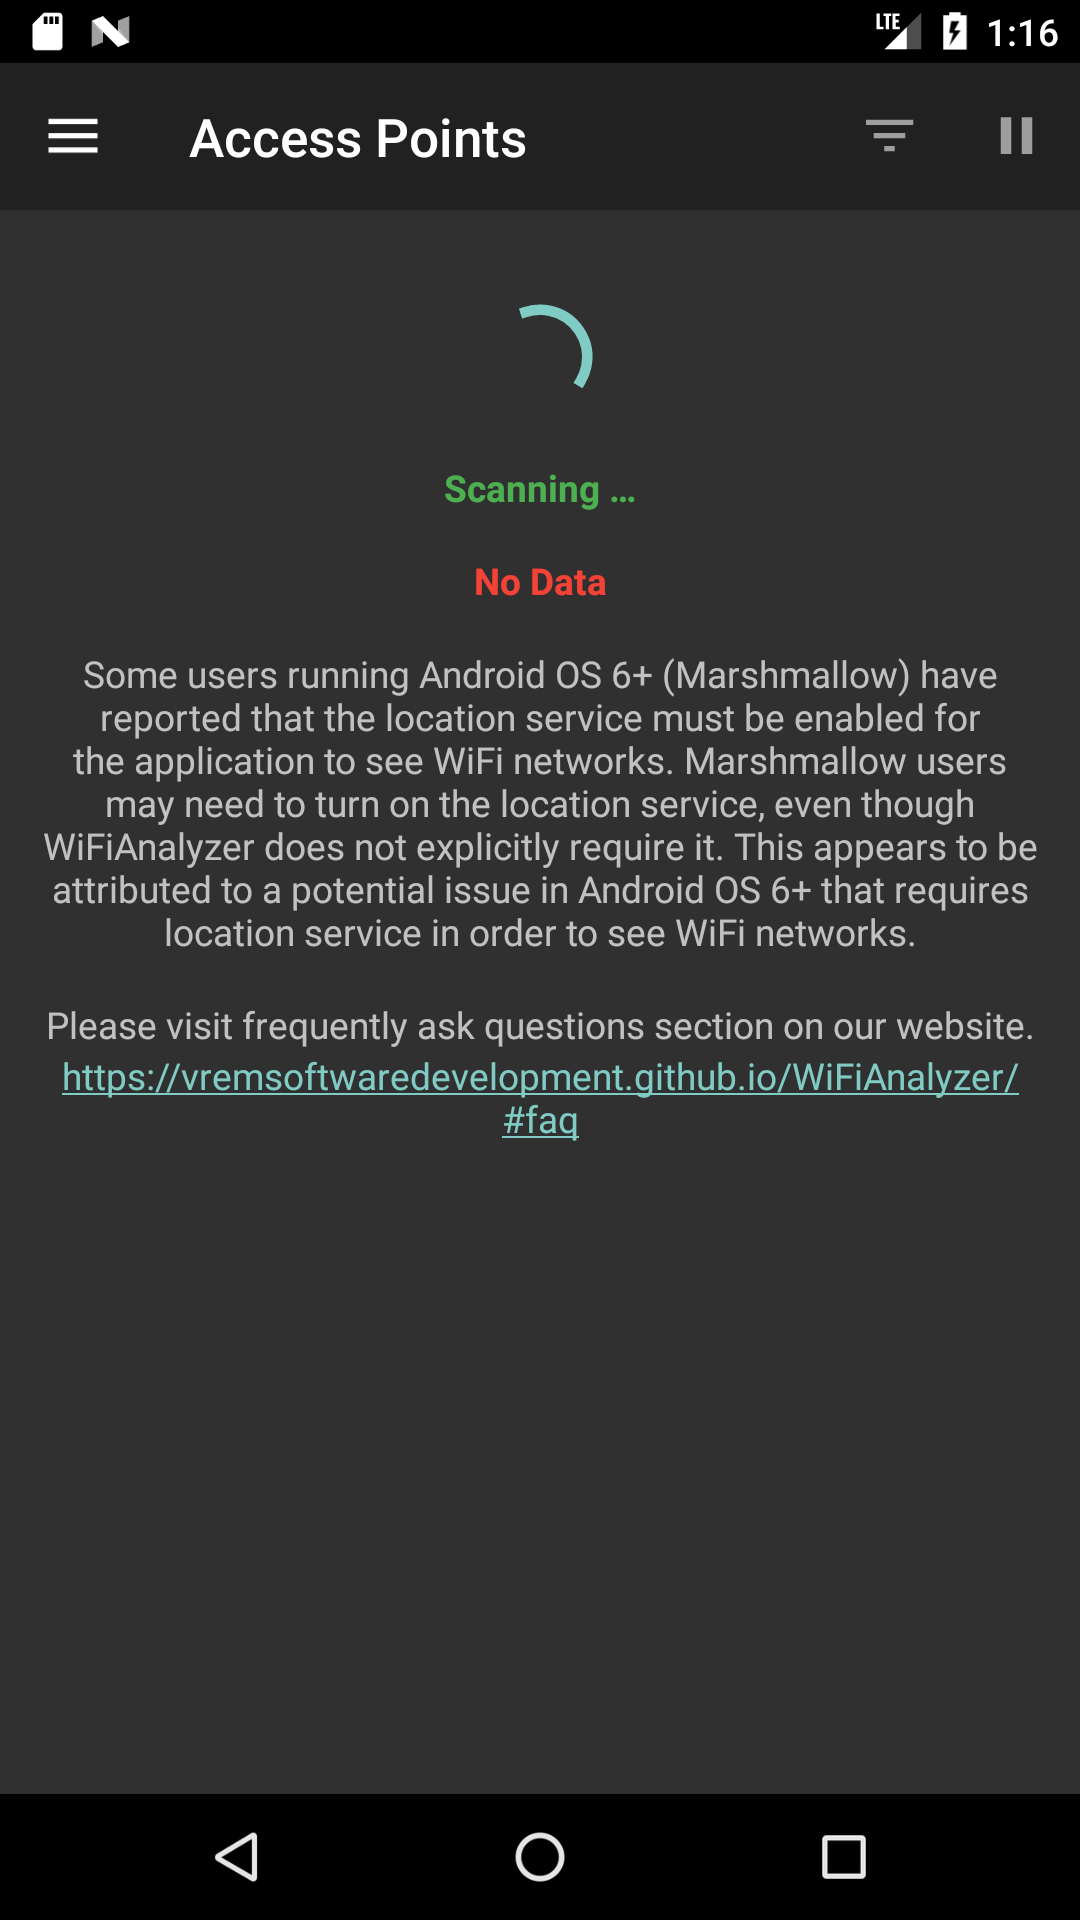 LTE 1:16
Access Points
Scanning ...
No Data
Some users running Android OS 6+ (Marshmallow) have
reported that the location service must be enabled for
the application to see WiFi networks. Marshmallow users
may need to turn on the location service, even though
WiFiAnalyzer does not explicitly require it. This appears to be
attributed to a potential issue in Android OS 6+ that requires
location service in order to see WiFi networks.
Please visit frequently ask questions section on our website.
https://vremsoftwaredevelopment.github.io/WiFiAnalyzer/
#faq